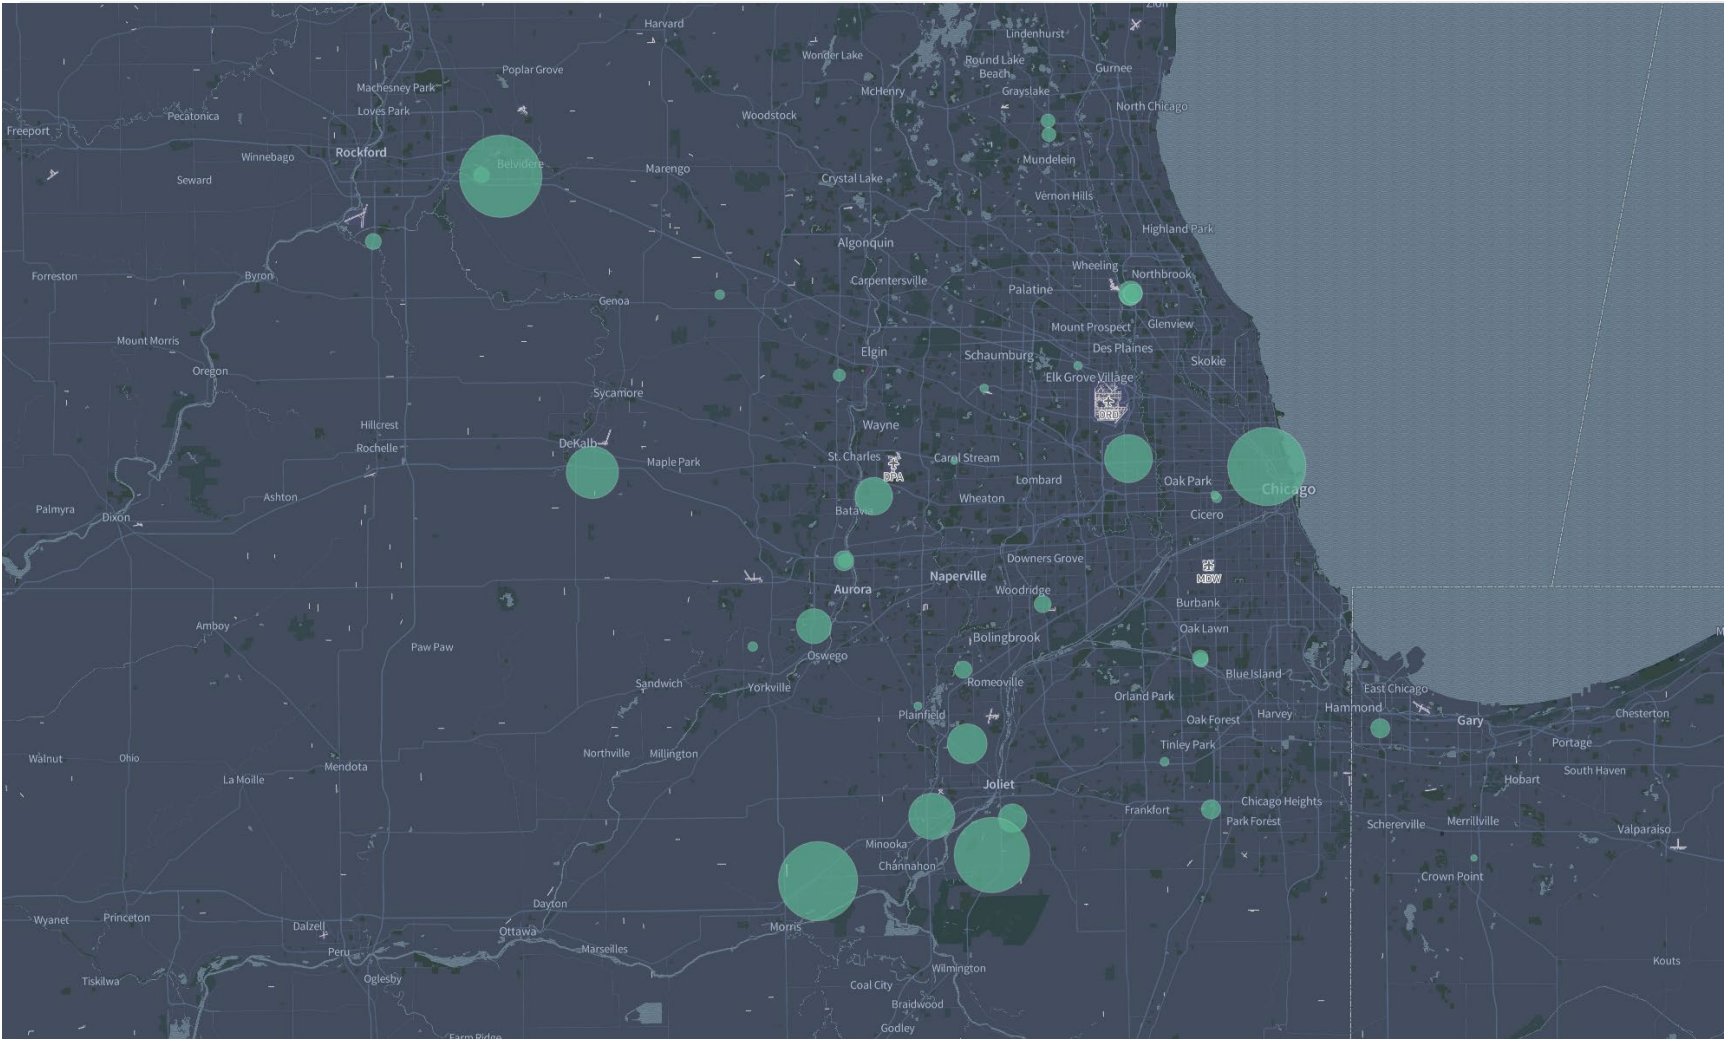 Zion
Harvard
Lindenhurst
Wonder Lake
Round Lake
Beach
Gurnee
Poplar Grove
Machesney Park
McHenry
Grayslake
North Chicago
Loves Park
Pecatonica
Woodstock
Freeport
Rockford
Winnebago
Belvidere
Mundelein
Marengo
Seward
Crystal Lake
Vernon Hills
Highland Park
Algonquin
Wheeling
Northbrook
Forreston
Byron
Carpentersville
Palatine
Genoa
Mount Prospect
Glenview
Mount Morris
Des Plaines
Elgin
Schaumburg
Skokie
Oregon
Elk Grove Village
Sycamore
ORD
Hillcrest
Wayne
DeKalb
Rochelle
St. Charles
Carol Stream
Maple Park
DPA
Lombard
Oak Park
Chicago
Ashton
Wheaton
Palmyra
Dixon
Batavia
Cicero
Downers Grove
Naperville
MDW
Aurora
Woodridge
Burbank
Amboy
Oak Lawn
Bolingbrook
Paw Paw
Oswego
Blue Island
Sandwich
Yorkville
Romeoville
East Chicago
Orland Park
Hammond
Plainfield
Harvey
Chesterton
Oak Forest
Gary
Tinley Park
Portage
Northville
Millington
Walnut
Ohio
Mendota
South Haven
La Moille
Joliet
Hobart
Chicago Heights
Frankfort
Park Forest
Schererville
Merrillville
Valparaiso
Minooka
Channahon
Crown Point
Dayton
Wyanet
Princeton
Dalzell
Morris
Ottawa
Marseilles
Peru
Kouts
Wilmington
Tiskilwa
Oglesby
Coal City
Braidwood
Godley
Farm Ridge